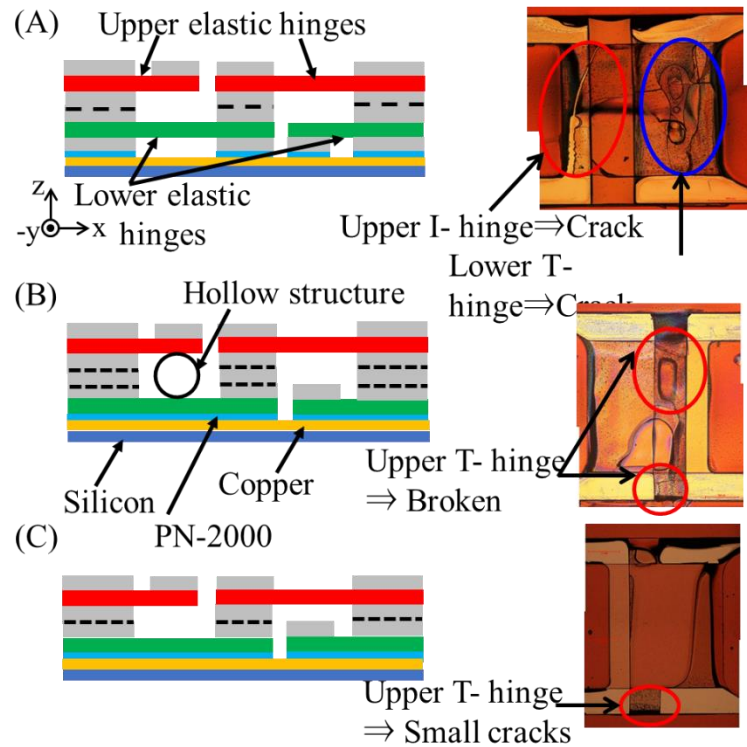 (A)
Upper elastic hinges
Lower elastic
hinges
z
-y
x
Upper I- hinge⇒Crack
Lower T-
hinge⇒Crack
(B)
Hollow structure
Upper T- hinge
⇒ Broken
Silicon
Copper
PN-2000
(C)
Upper T- hinge
⇒ Small cracks